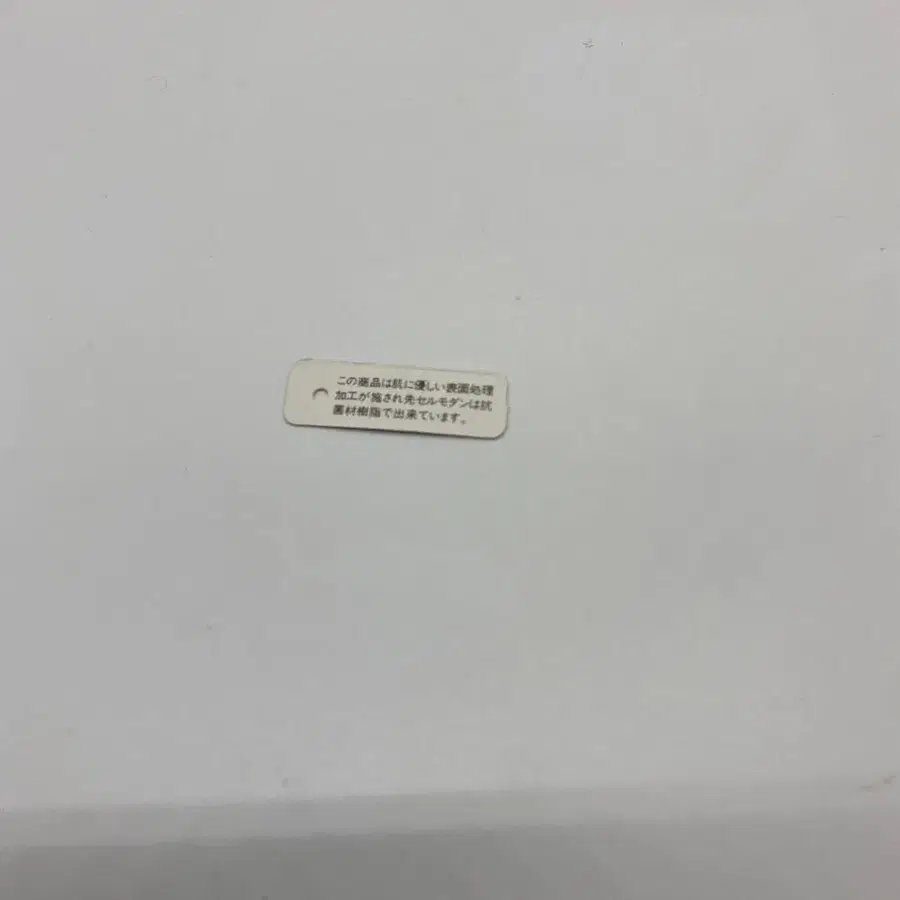 この商品は肌に優しい表面処理
加工が施され先セルモダンは抗
菌材樹脂で出来ています。